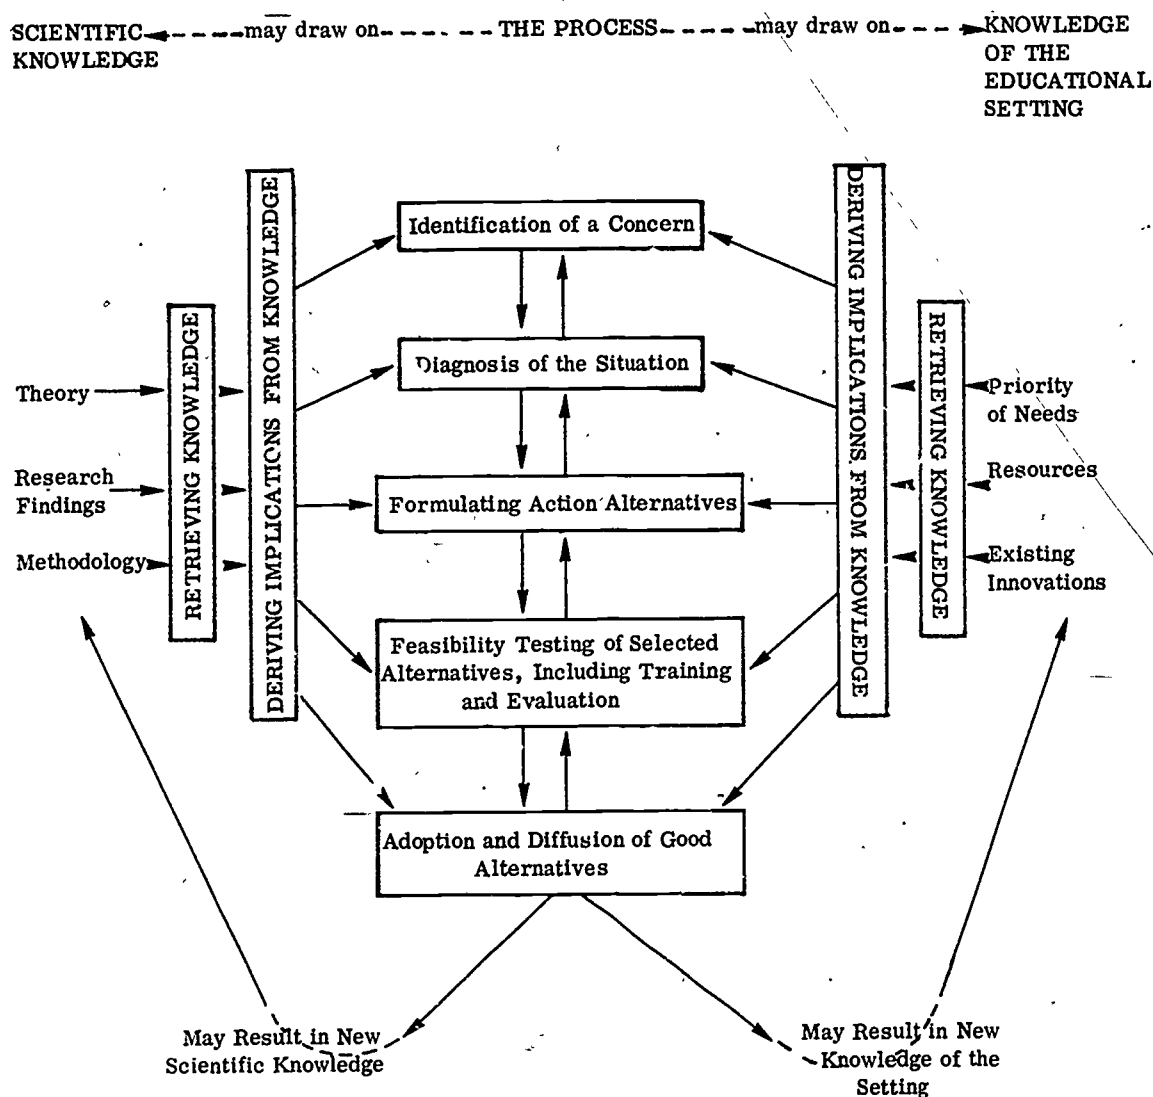 SCIENTIFIC KNOWLEDGE
may draw on
THE PROCESS
may draw on
KNOWLEDGE
OF THE
EDUCATIONAL
SETTING
Theory
Research
Findings
Methodology
RETRIEVING KNOWLEDGE
DERIVING IMPLICATIONS FROM KNOWLEDGE
Identification of a Concern
Diagnosis of the Situation
Formulating Action Alternatives
Feasibility Testing of Selected
Alternatives, Including Training
and Evaluation
Adoption and Diffusion of Good
Alternatives
DERIVING IMPLICATIONS FROM KNOWLEDGE
RETRIEVING KNOWLEDGE
Priority
of Needs
Resources
Existing
Innovations
May Result in New
Scientific Knowledge
May Result in New
Knowledge of the
Setting